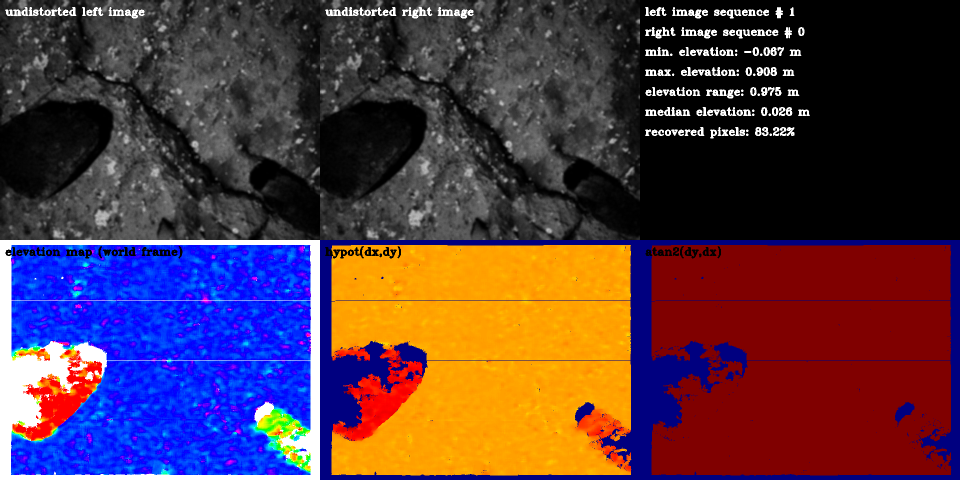 undistorted left image
undistorted right image
left image sequence # 1
right image sequence # 0
min. elevation: -0.067 m
max. elevation: 0.908 m
elevation range: 0.975 m
median elevation: 0.026 m
recovered pixels: 83.22%
elevation map (world frame)
hypot(dx,dy)
atan2(dy,dx)